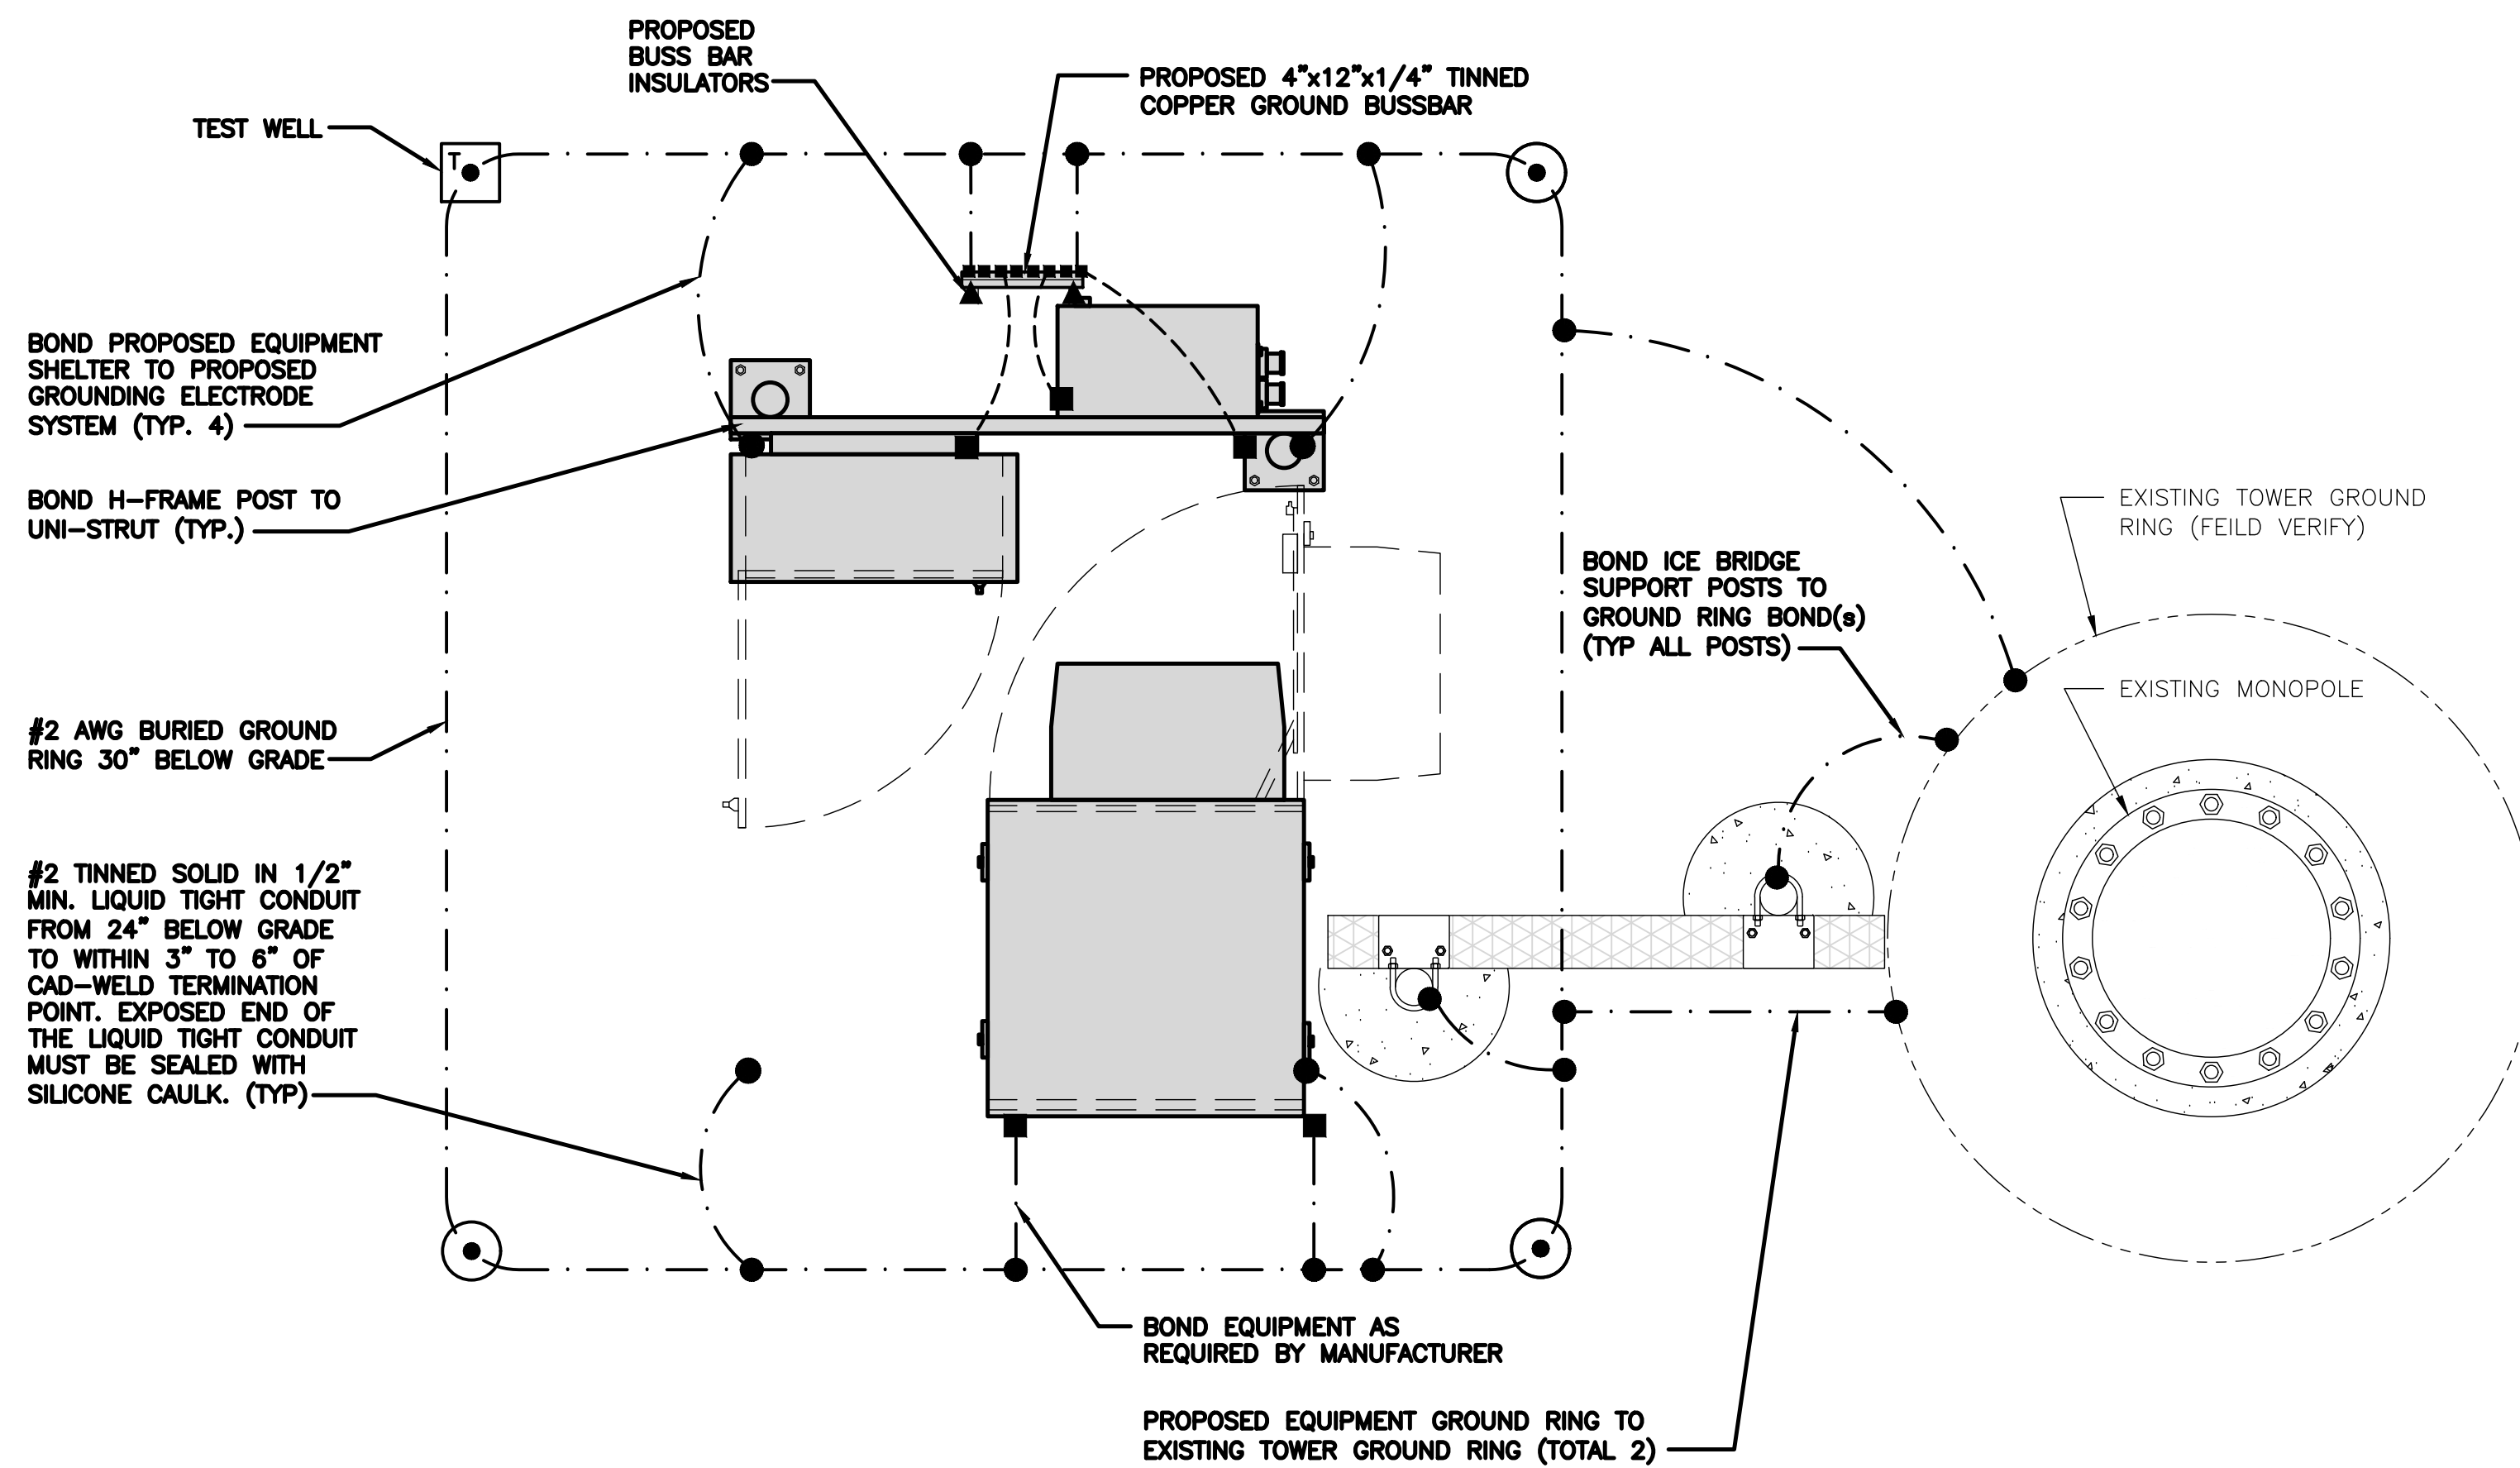 PROPOSED
BUSS BAR
INSULATORS
PROPOSED 4"x12"x1/4" TINNED
COPPER GROUND BUSSBAR
TEST WELL
T
BOND PROPOSED EQUIPMENT
SHELTER TO PROPOSED
GROUNDING ELECTRODE
SYSTEM (TYP. 4)
BOND H-FRAME POST TO
UNI-STRUT (TYP.)
EXISTING TOWER GROUND
RING (FEILD VERIFY)
BOND ICE BRIDGE
SUPPORT POSTS TO
GROUND RING BOND(s)
(TYP ALL POSTS)
EXISTING MONOPOLE
#2 AWG BURIED GROUND
RING 30" BELOW GRADE
#2 TINNED SOLID IN 1/2"
MIN. LIQUID TIGHT CONDUIT
FROM 24" BELOW GRADE
TO WITHIN 3" TO 6" OF
CAD-WELD TERMINATION
POINT. EXPOSED END OF
THE LIQUID TIGHT CONDUIT
MUST BE SEALED WITH
SILICONE CAULK. (TYP)
BOND EQUIPMENT AS
REQUIRED BY MANUFACTURER
PROPOSED EQUIPMENT GROUND RING TO
EXISTING TOWER GROUND RING (TOTAL 2)